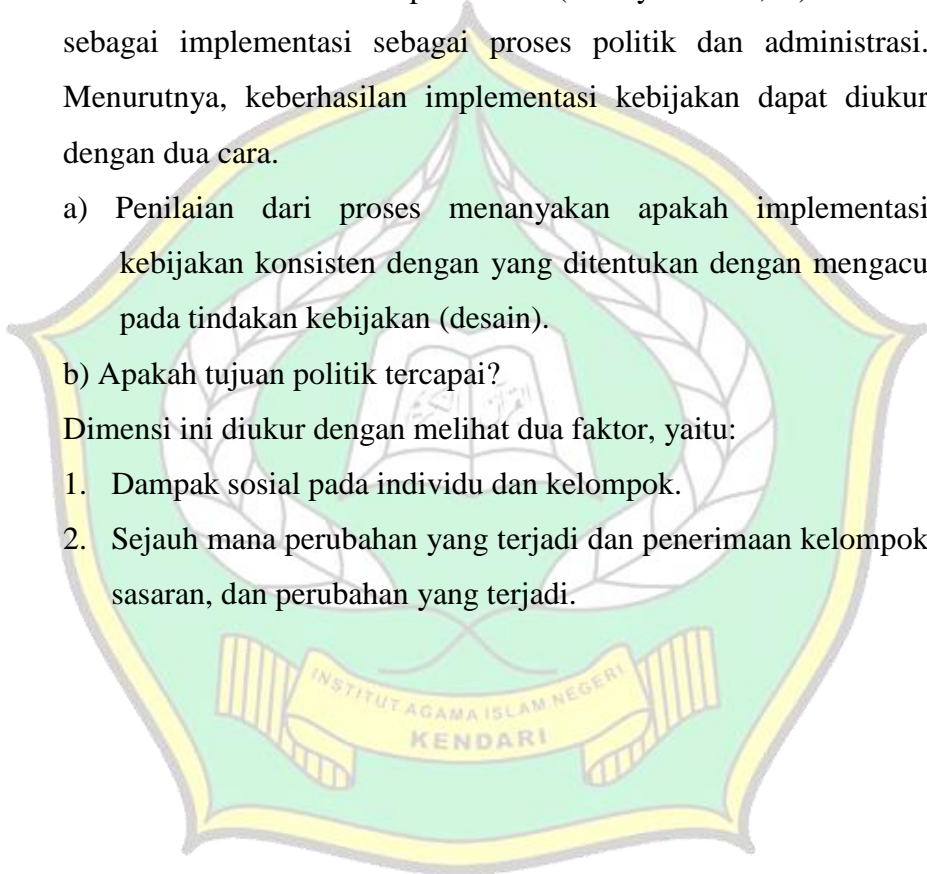 sebagai implementasi sebagai proses politik dan administrasi.
Menurutnya, keberhasilan implementasi kebijakan dapat diukur
dengan dua cara.
a) Penilaian dari proses menanyakan apakah implementasi
kebijakan konsisten dengan yang ditentukan dengan mengacu
pada tindakan kebijakan (desain).
b) Apakah tujuan politik tercapai?
Dimensi ini diukur dengan melihat dua faktor, yaitu:
1. Dampak sosial pada individu dan kelompok.
2. Sejauh mana perubahan yang terjadi dan penerimaan kelompok
sasaran, dan perubahan yang terjadi.
INSTITUT AGAMA ISLAM NEGERI
KENDARI